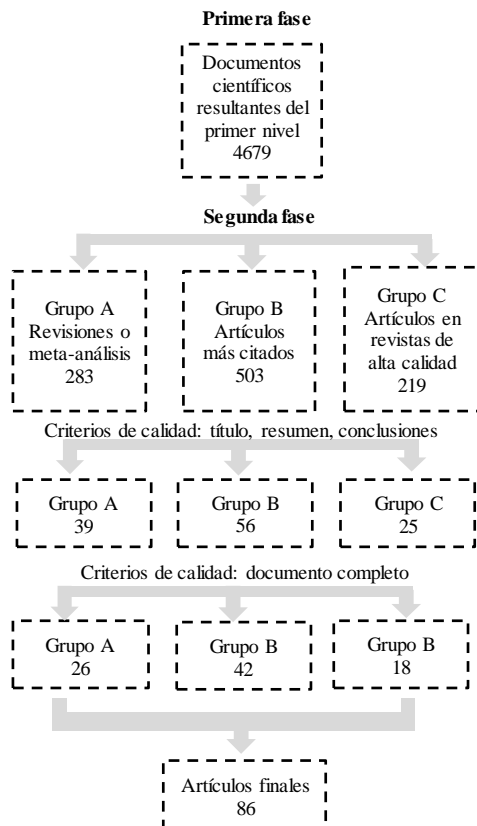 Primera fase
Documentos
científicos
resultantes del
primer nivel
4679
Segunda fase
Grupo A
Revisiones o
meta-análisis
283
Grupo B
Artículos
más citados
503
Grupo C
Artículos en
revistas de
alta calidad
219
Criterios de calidad: título, resumen, conclusiones
Grupo A
39
Grupo B
56
Grupo C
25
Criterios de calidad: documento completo
Grupo A
26
Grupo B
42
Grupo B
18
Artículos finales
86